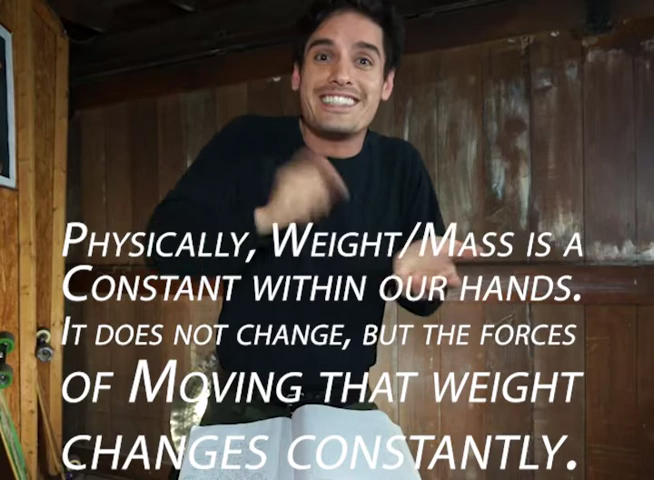 Physically, Weight/Mass is a
Constant within our hands.
It does not change, but the forces
of Moving that weight
changes constantly.